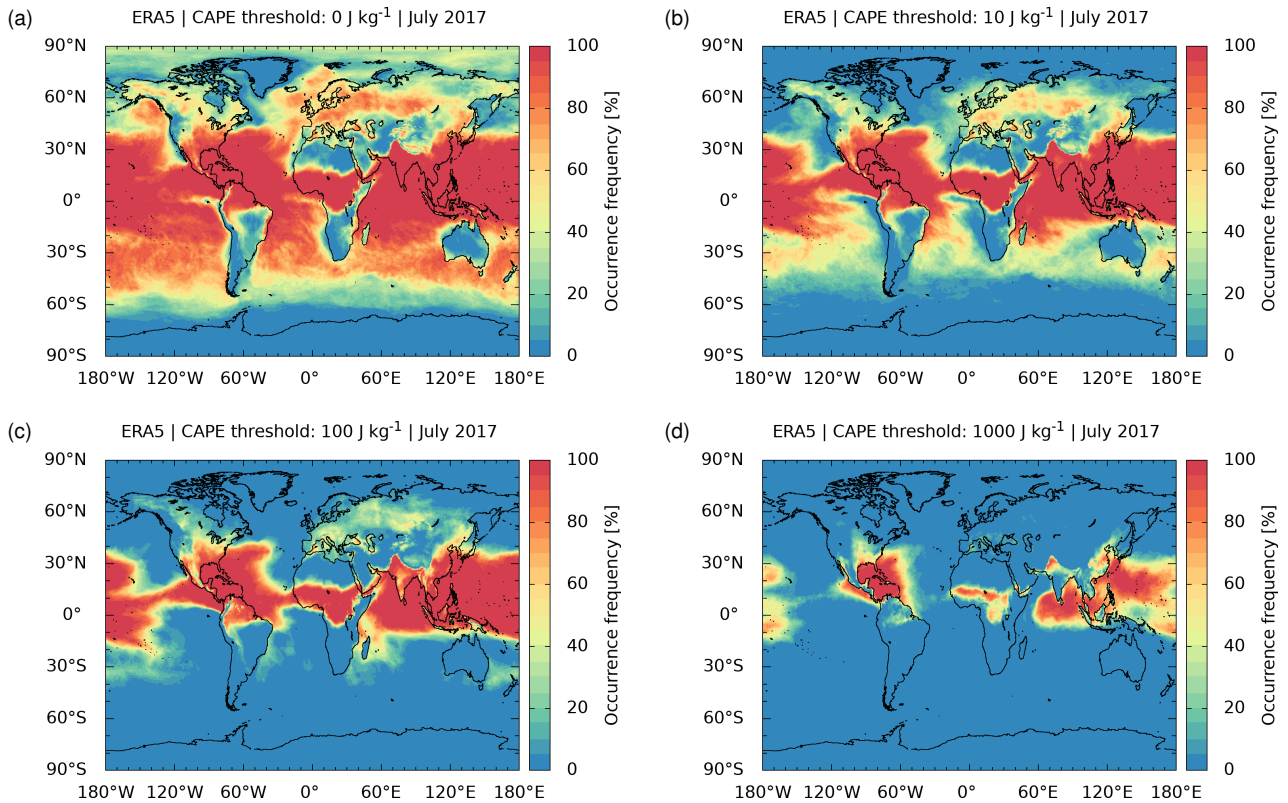 (a) ERA5 | CAPE threshold: 0 J kg⁻¹ | July 2017
90°N
60°N
30°N
0°
30°S
60°S
90°S
180°W 120°W 60°W 0° 60°E 120°E 180°E
100
80
60
40
20
0
Occurrence frequency [%]
(b) ERA5 | CAPE threshold: 10 J kg⁻¹ | July 2017
90°N
60°N
30°N
0°
30°S
60°S
90°S
180°W 120°W 60°W 0° 60°E 120°E 180°E
100
80
60
40
20
0
Occurrence frequency [%]
(c) ERA5 | CAPE threshold: 100 J kg⁻¹ | July 2017
90°N
60°N
30°N
0°
30°S
60°S
90°S
180°W 120°W 60°W 0° 60°E 120°E 180°E
100
80
60
40
20
0
Occurrence frequency [%]
(d) ERA5 | CAPE threshold: 1000 J kg⁻¹ | July 2017
90°N
60°N
30°N
0°
30°S
60°S
90°S
180°W 120°W 60°W 0° 60°E 120°E 180°E
100
80
60
40
20
0
Occurrence frequency [%]